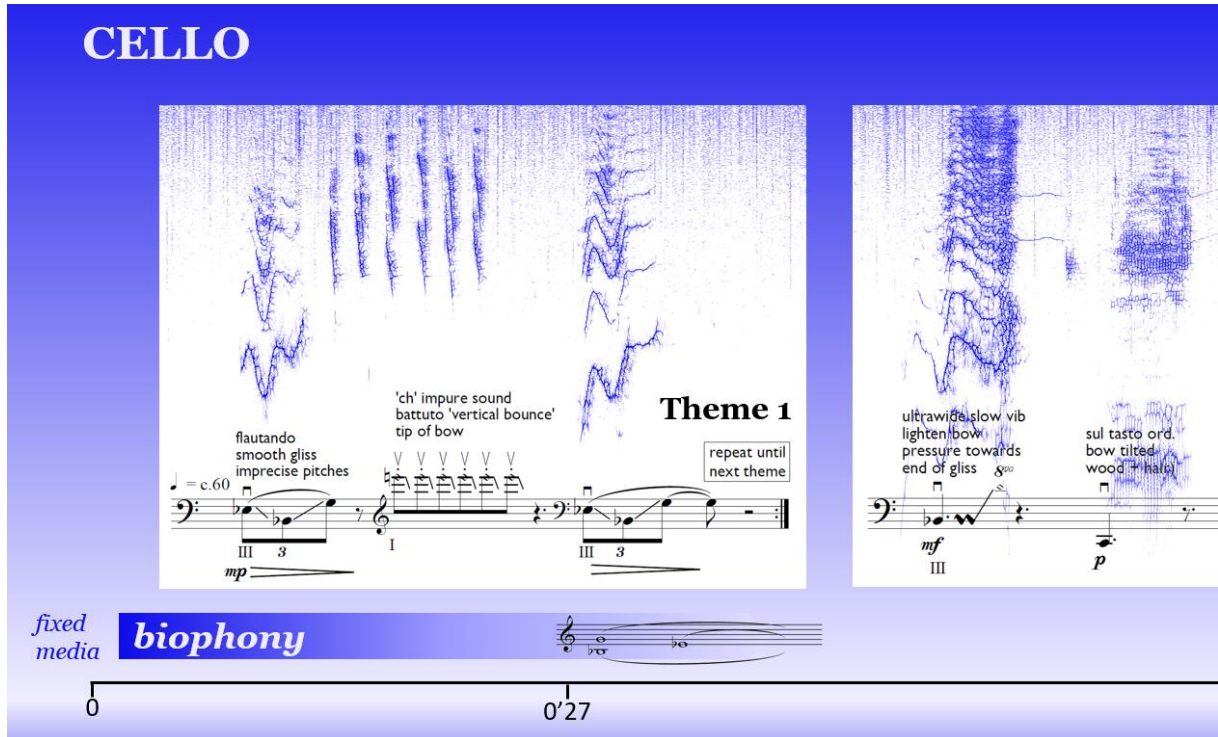 CELLO
'ch' impure sound
battuto 'vertical bounce'
tip of bow
flautando
smooth gliss
imprecise pitches
Theme 1
repeat until
next theme
= c.60
III 3
mp
I
III 3
ultrawide slow vib
lighten bow
pressure towards
end of gliss 8va
sul tasto ord.
bow tilted
wood + hair)
mf
III
p
fixed
media
biophony
0
0'27